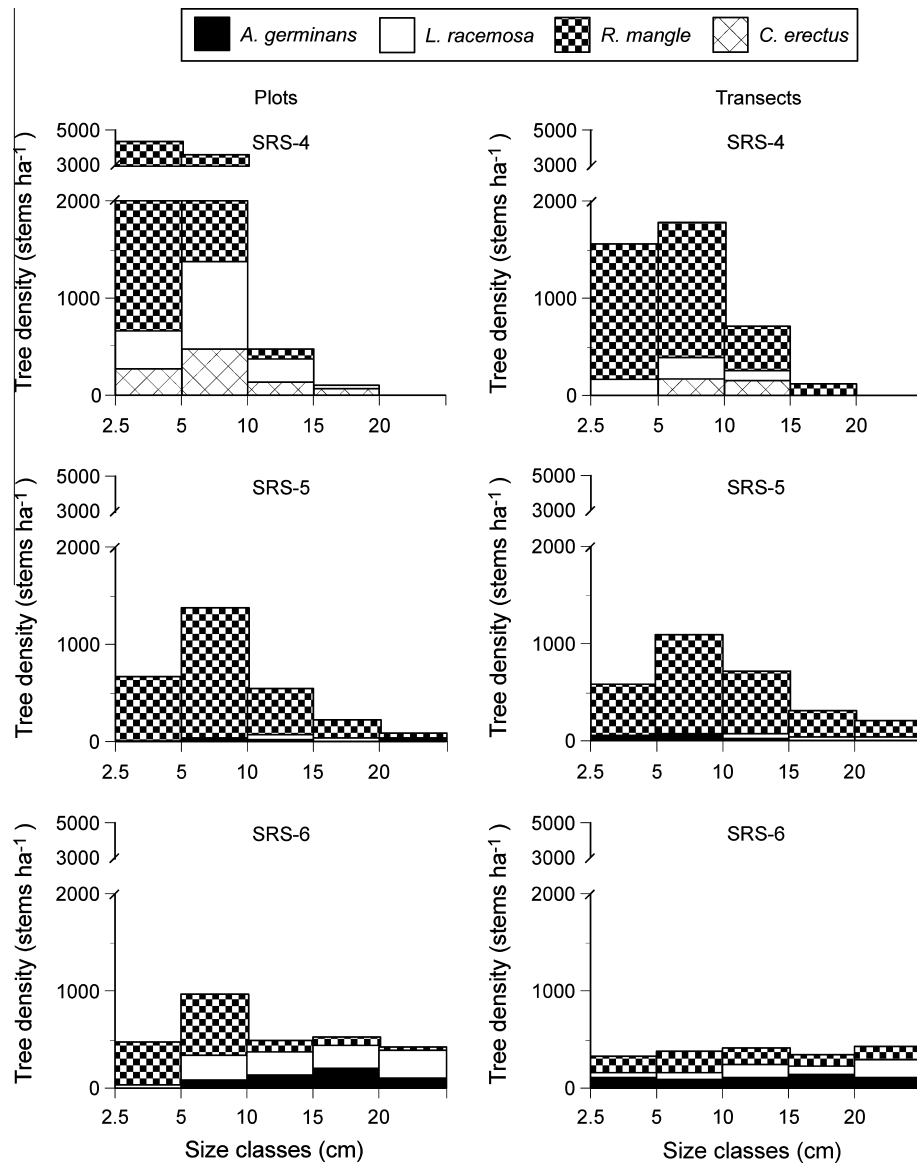 A. germinans L. racemosa R. mangle C. erectus
Plots
SRS-4
Tree density (stems ha⁻¹ )
5000
3000
2000
1000
0
2.5 5 10 15 20
Transects
SRS-4
Tree density (stems ha⁻¹ )
5000
3000
2000
1000
0
2.5 5 10 15 20
SRS-5
Tree density (stems ha⁻¹ )
5000
3000
2000
1000
0
2.5 5 10 15 20
SRS-5
Tree density (stems ha⁻¹ )
5000
3000
2000
1000
0
2.5 5 10 15 20
SRS-6
Tree density (stems ha⁻¹ )
5000
3000
2000
1000
0
2.5 5 10 15 20
Size classes (cm)
SRS-6
Tree density (stems ha⁻¹ )
5000
3000
2000
1000
0
2.5 5 10 15 20
Size classes (cm)